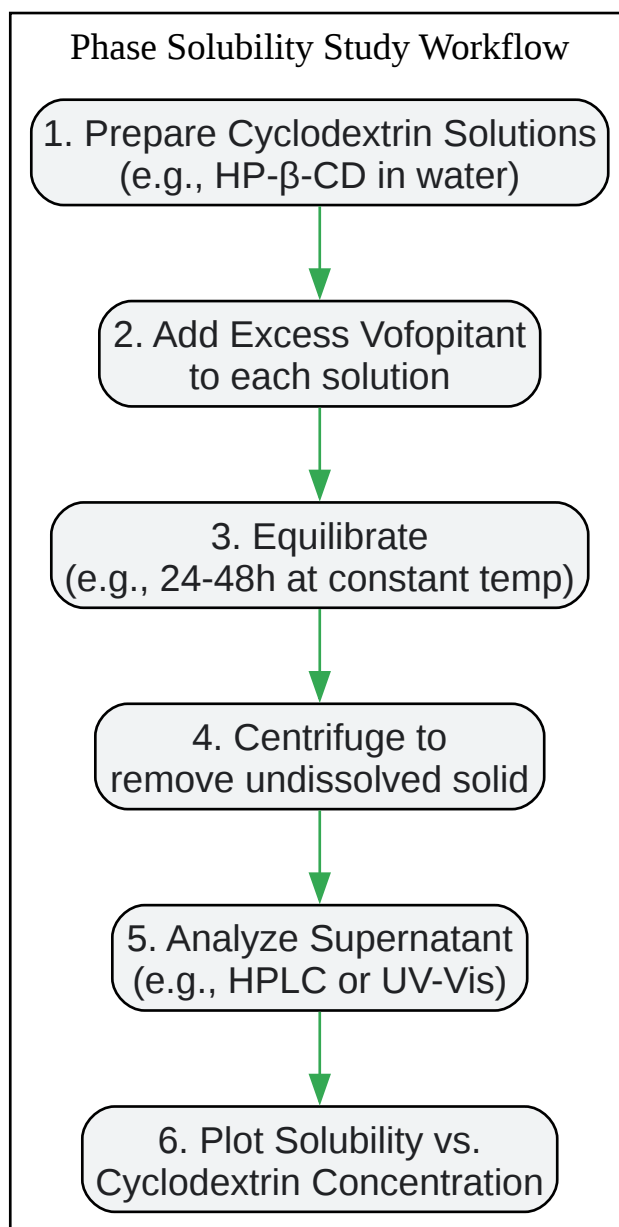 Phase Solubility Study Workflow
1. Prepare Cyclodextrin Solutions
(e.g., HP-β-CD in water)
2. Add Excess Vofopitant
to each solution
3. Equilibrate
(e.g., 24-48h at constant temp)
4. Centrifuge to
remove undissolved solid
5. Analyze Supernatant
(e.g., HPLC or UV-Vis)
6. Plot Solubility vs.
Cyclodextrin Concentration